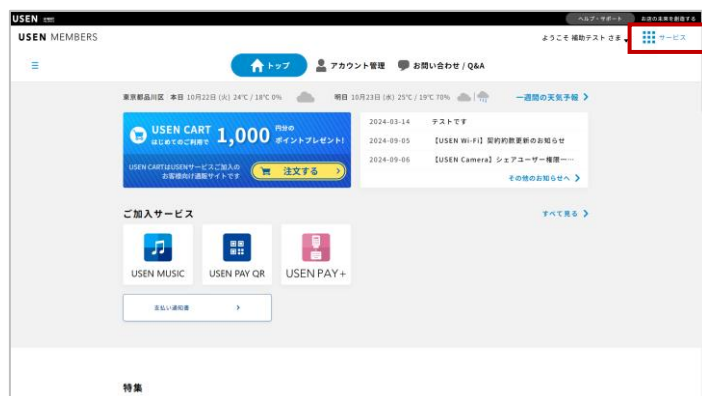 USEN
ヘルプ・サポート
お店の未来を創造する
USEN MEMBERS
ようこそ 補助テスト さま
サービス
トップ
アカウント管理
お問い合わせ / Q&A
東京都品川区 本日 10月22日 (火) 24℃ / 18℃ 0%
明日 10月23日 (水) 25℃ / 19℃ 70%
一週間の天気予報
USEN CART
はじめてのご利用で
1,000
円分の
ポイントプレゼント!
USEN CARTはUSENサービスご加入の
お客様向け通販サイトです
注文する
2024-03-14 テストです
2024-09-05 【USEN Wi-Fi】契約約款更新のお知らせ
2024-09-06 【USEN Camera】シェアユーザー権限一…
その他のお知らせへ
ご加入サービス
すべて見る
USEN MUSIC
USEN PAY QR
USEN PAY+
支払い通知書
特集